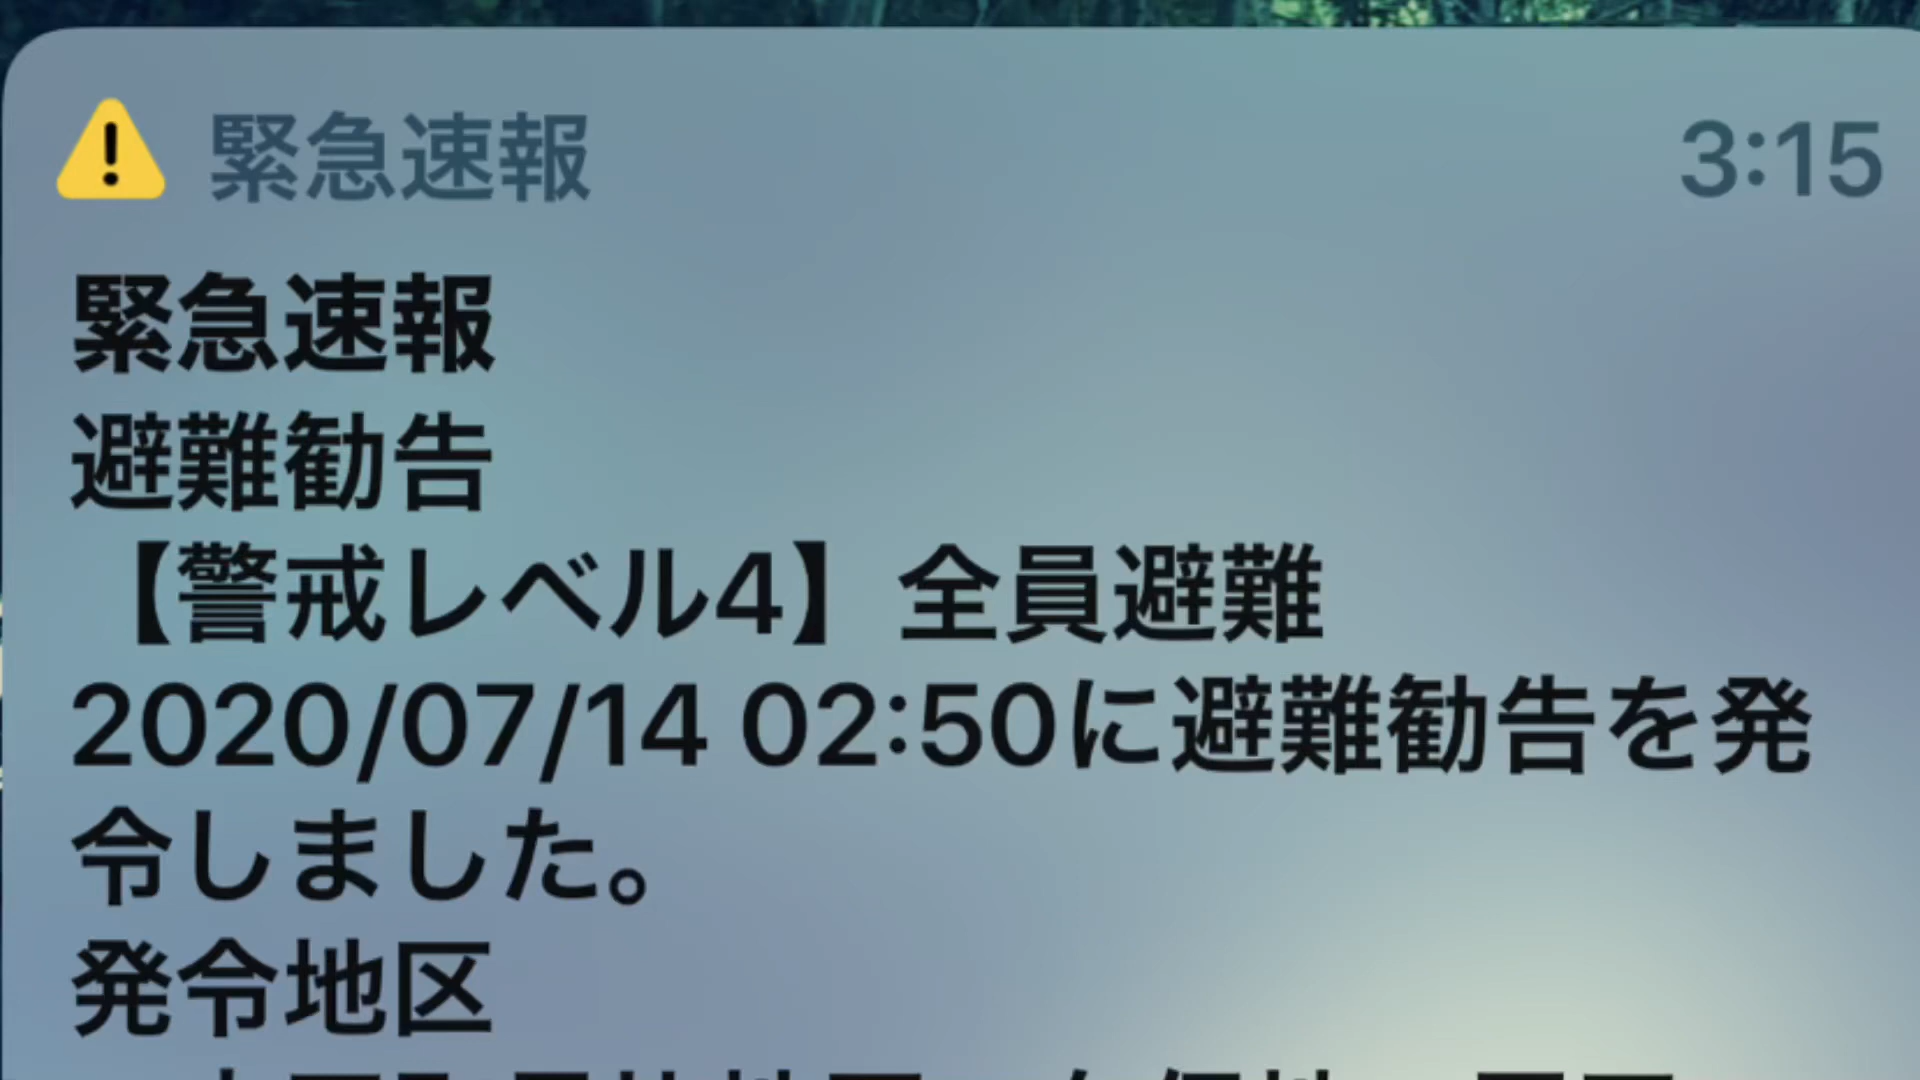 緊急速報
3:15
緊急速報
避難勧告
【警戒レベル4】全員避難
2020/07/14 02:50に避難勧告を発
令しました。
発令地区